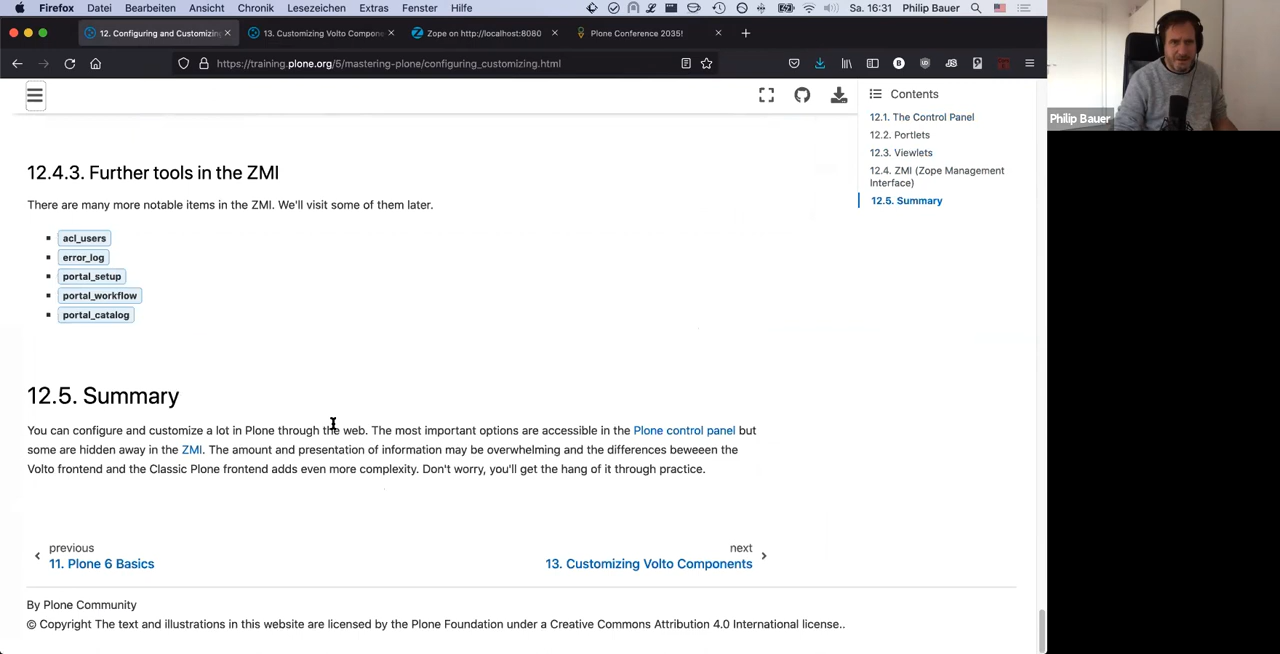 Firefox Datei Bearbeiten Ansicht Chronik Lesezeichen Extras Fenster Hilfe Sa. 16:31 Philip Bauer
12. Configuring and Customizing 13. Customizing Volto Compone Zope on http://localhost:8080 Plone Conference 2035!
https://training.plone.org/5/mastering-plone/configuring_customizing.html
Philip Bauer
Contents
12.1. The Control Panel
12.2. Portlets
12.3. Viewlets
12.4. ZMI (Zope Management
Interface)
12.5. Summary
12.4.3. Further tools in the ZMI
There are many more notable items in the ZMI. We'll visit some of them later.
acl_users
error_log
portal_setup
portal_workflow
portal_catalog
12.5. Summary
You can configure and customize a lot in Plone through the web. The most important options are accessible in the Plone control panel but
some are hidden away in the ZMI. The amount and presentation of information may be overwhelming and the differences beweeen the
Volto frontend and the Classic Plone frontend adds even more complexity. Don't worry, you'll get the hang of it through practice.
previous
11. Plone 6 Basics
next
13. Customizing Volto Components
By Plone Community
© Copyright The text and illustrations in this website are licensed by the Plone Foundation under a Creative Commons Attribution 4.0 International license..